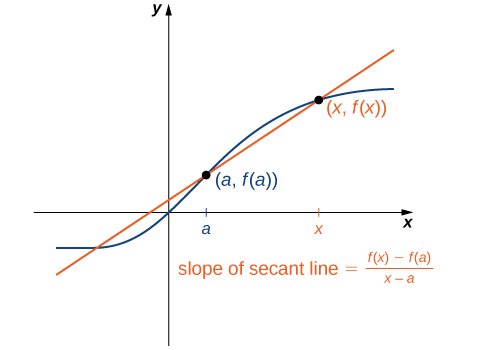 y
(x, f(x))
(a, f(a))
x
a
x
slope of secant line = f(x) – f(a) / x – a